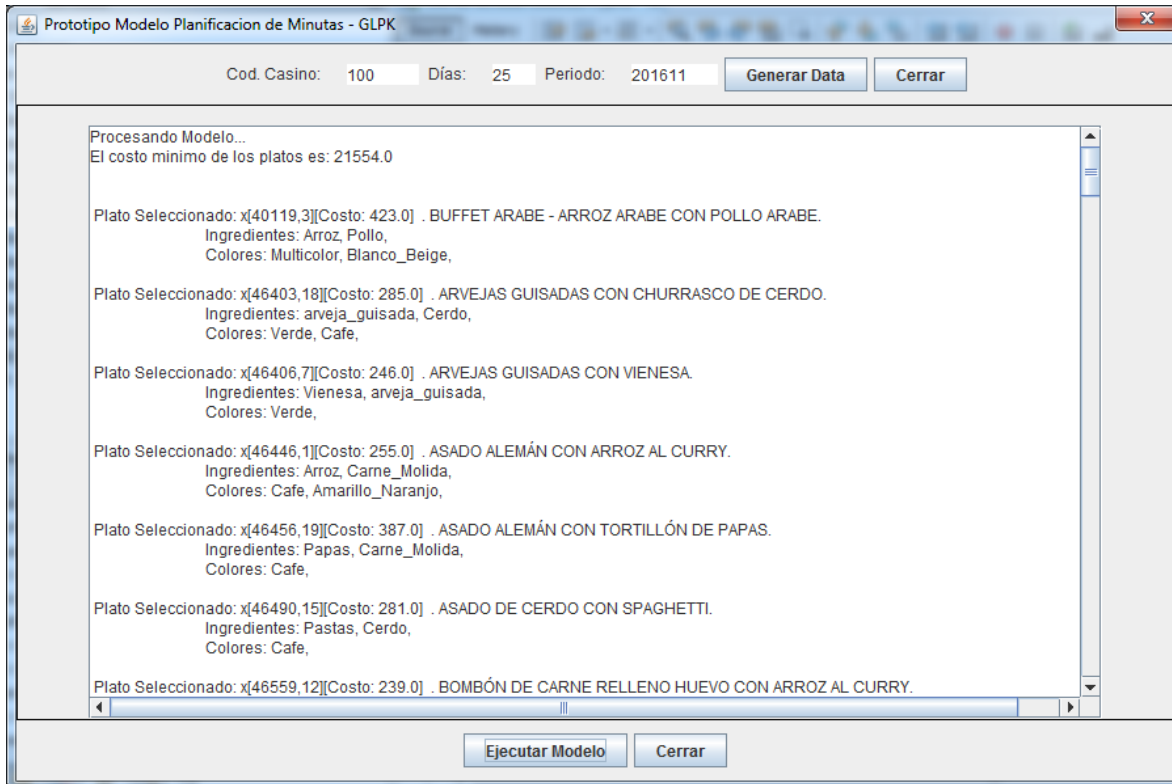 Prototipo Modelo Planificacion de Minutas - GLPK
Cod. Casino: 100 Días: 25 Periodo: 201611 Generar Data Cerrar
Procesando Modelo...
El costo minimo de los platos es: 21554.0
Plato Seleccionado: x[40119,3][Costo: 423.0] . BUFFET ARABE - ARROZ ARABE CON POLLO ARABE.
Ingredientes: Arroz, Pollo,
Colores: Multicolor, Blanco_Beige,
Plato Seleccionado: x[46403,18][Costo: 285.0] . ARVEJAS GUISADAS CON CHURRASCO DE CERDO.
Ingredientes: arveja_guisada, Cerdo,
Colores: Verde, Cafe,
Plato Seleccionado: x[46406,7][Costo: 246.0] . ARVEJAS GUISADAS CON VIENESA.
Ingredientes: Vienesa, arveja_guisada,
Colores: Verde,
Plato Seleccionado: x[46446,1][Costo: 255.0] . ASADO ALEMÁN CON ARROZ AL CURRY.
Ingredientes: Arroz, Carne_Molida,
Colores: Cafe, Amarillo_Naranjo,
Plato Seleccionado: x[46456,19][Costo: 387.0] . ASADO ALEMÁN CON TORTILLÓN DE PAPAS.
Ingredientes: Papas, Carne_Molida,
Colores: Cafe,
Plato Seleccionado: x[46490,15][Costo: 281.0] . ASADO DE CERDO CON SPAGHETTI.
Ingredientes: Pastas, Cerdo,
Colores: Cafe,
Plato Seleccionado: x[46559,12][Costo: 239.0] . BOMBÓN DE CARNE RELLENO HUEVO CON ARROZ AL CURRY.
Ejecutar Modelo Cerrar